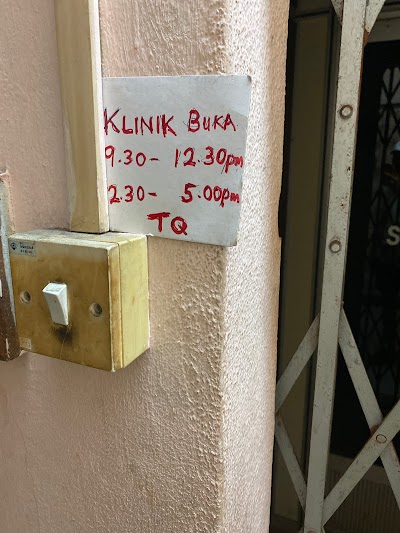 KLINIK BUKA
9.30 - 12.30pm
2.30 - 5.00pm
TQ
S